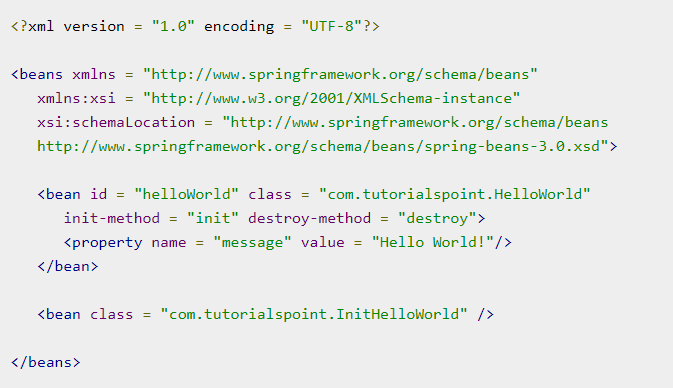 <?xml version = "1.0" encoding = "UTF-8"?>
<beans xmlns = "http://www.springframework.org/schema/beans"
xmlns:xsi = "http://www.w3.org/2001/XMLSchema-instance"
xsi:schemaLocation = "http://www.springframework.org/schema/beans
http://www.springframework.org/schema/beans/spring-beans-3.0.xsd">
<bean id = "helloWorld" class = "com.tutorialspoint.HelloWorld"
init-method = "init" destroy-method = "destroy">
<property name = "message" value = "Hello World!"/>
</bean>
<bean class = "com.tutorialspoint.InitHelloWorld" />
</beans>